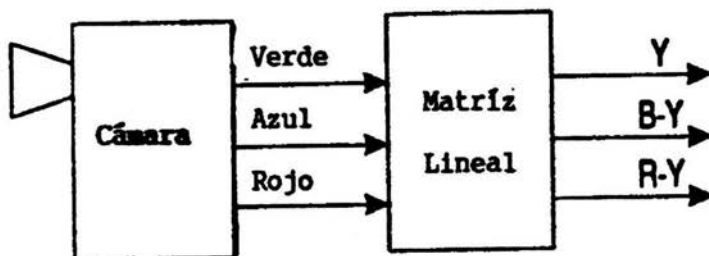 Cámara
Verde
Azul
Rojo
Matríz
Lineal
Y
B-Y
R-Y